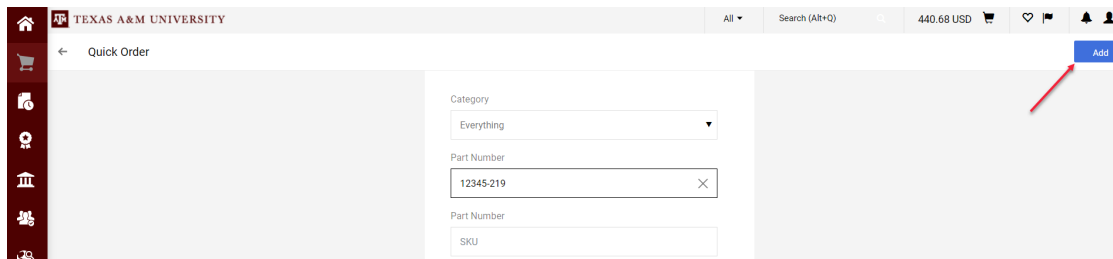 TEXAS A&M UNIVERSITY
All
Search (Alt+Q)
440.68 USD
Quick Order
Add
Category
Everything
Part Number
12345-219
Part Number
SKU